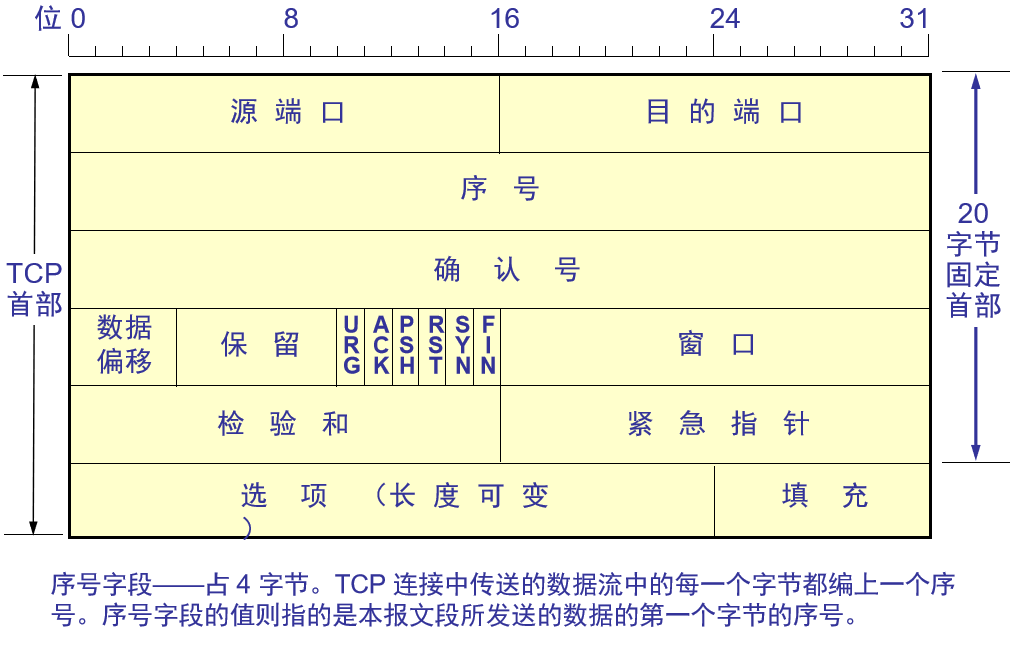 位 0 8 16 24 31
源 端 口 目 的 端 口
序 号
确 认 号
TCP
首部
20
字节
固定
首部
数据
偏移
保 留
URG
ACK
PSH
RST
SYN
FIN
窗 口
检 验 和 紧 急 指 针
选 项 （长 度 可 变
） 填 充
序号字段——占 4 字节。TCP 连接中传送的数据流中的每一个字节都编上一个序
号。序号字段的值则指的是本报文段所发送的数据的第一个字节的序号。